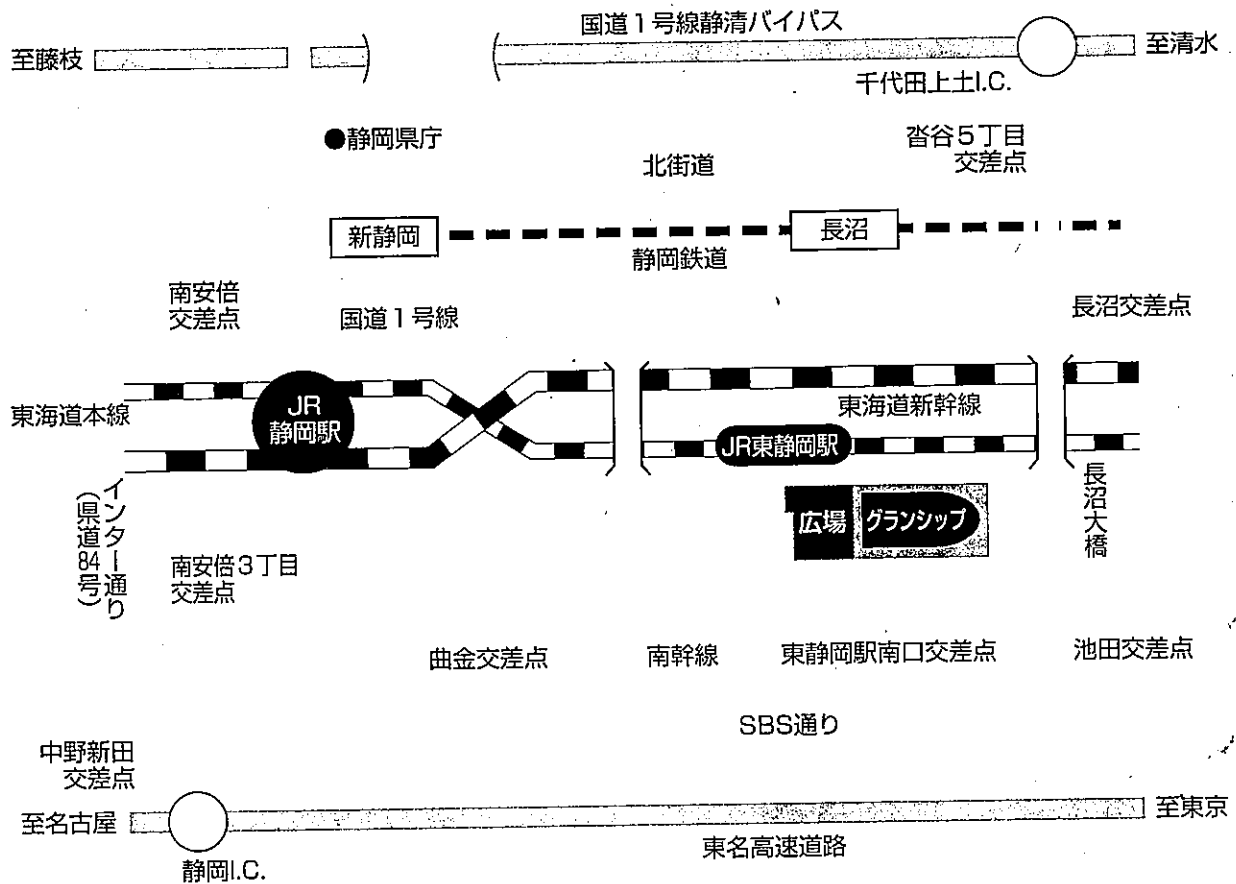 国道1号線静清バイパス
至藤枝
至清水
千代田上土I.C.
●静岡県庁
北街道
沓谷5丁目
交差点
新静岡
長沼
静岡鉄道
南安倍
交差点
国道1号線
長沼交差点
東海道本線
JR
静岡駅
東海道新幹線
JR東静岡駅
インター通り
(県道84号)
広場
グランシップ
長沼大橋
南安倍3丁目
交差点
曲金交差点
南幹線
東静岡駅南口交差点
池田交差点
SBS通り
中野新田
交差点
至名古屋
至東京
東名高速道路
静岡I.C.